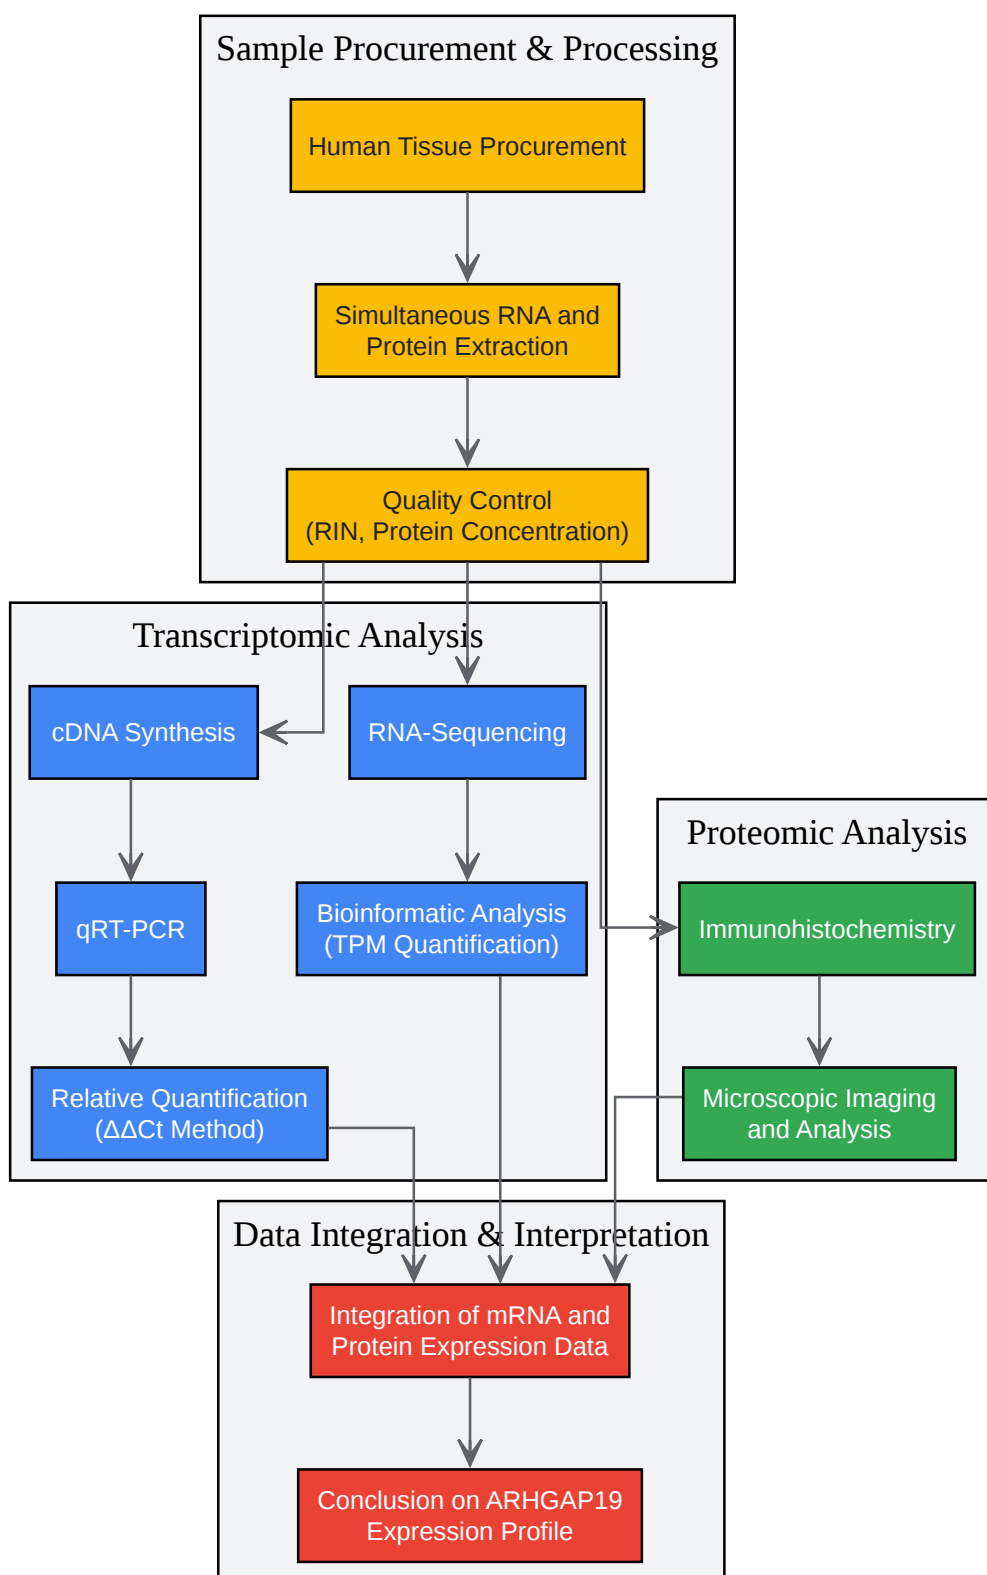 Sample Procurement & Processing
Human Tissue Procurement
Simultaneous RNA and
Protein Extraction
Quality Control
(RIN, Protein Concentration)
Transcriptomic Analysis
cDNA Synthesis
RNA-Sequencing
qRT-PCR
Bioinformatic Analysis
(TPM Quantification)
Relative Quantification
(ΔΔCt Method)
Proteomic Analysis
Immunohistochemistry
Microscopic Imaging
and Analysis
Data Integration & Interpretation
Integration of mRNA and
Protein Expression Data
Conclusion on ARHGAP19
Expression Profile